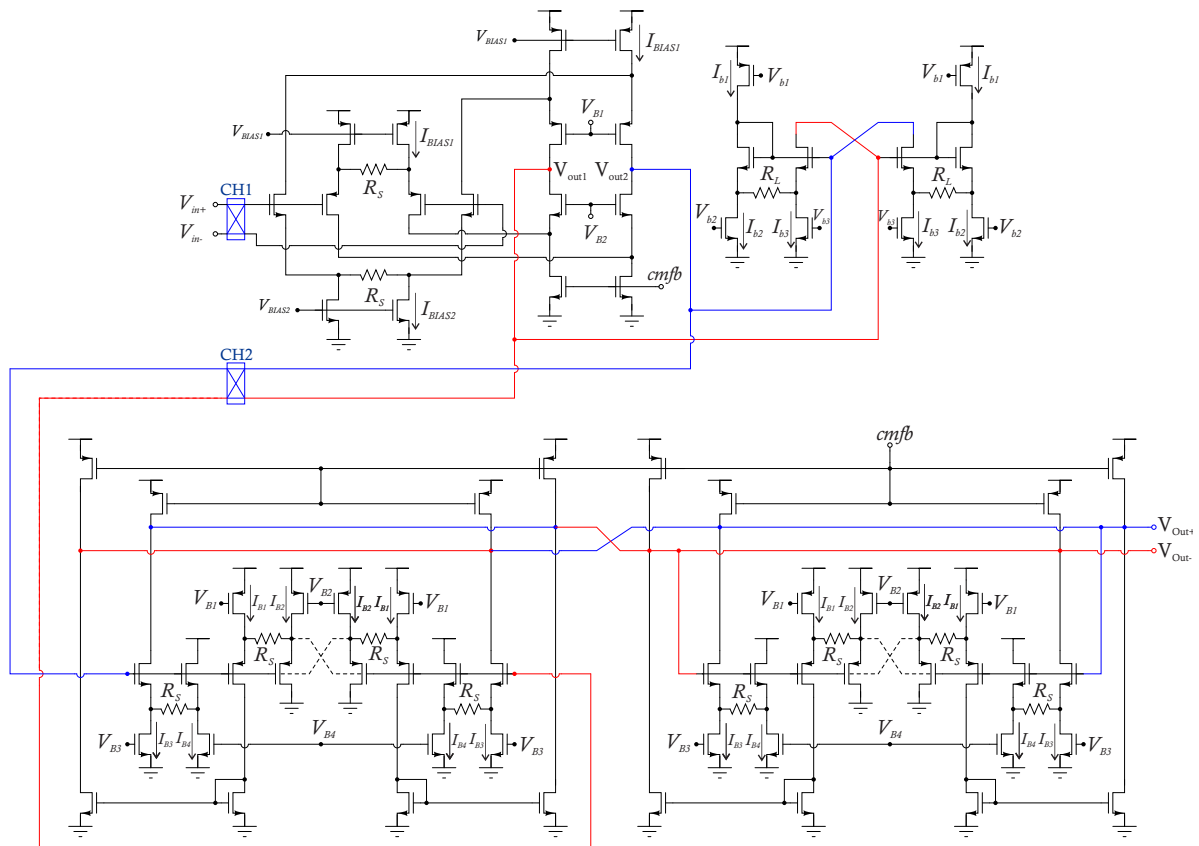 V_BIAS1 I_BIAS1
I_b1 V_b1 V_b1 I_b1
V_BIAS1 I_BIAS1 V_B1
R_S V_out1 V_out2
R_L R_L
CH1
V_in+
V_in-
V_B2
V_b2 I_b2 I_b3 V_b3 V_b3 I_b3 I_b2 V_b2
R_S cmfb
V_BIAS2 I_BIAS2
CH2
cmfb
V_Out+
V_Out-
V_B1 I_B1 I_B2 V_B2 I_B2 I_B1 V_B1 V_B1 I_B1 I_B2 V_B2 I_B2 I_B1 V_B1
R_S R_S R_S R_S
R_S R_S R_S R_S
V_B3 I_B3 I_B4 V_B4 I_B4 I_B3 V_B3 V_B3 I_B3 I_B4 V_B4 I_B4 I_B3 V_B3